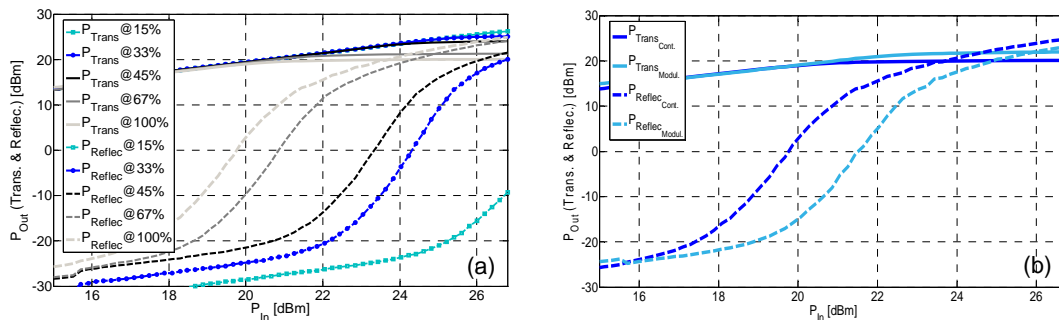 P_Out (Trans. & Reflec.) [dBm]
30
20
10
0
-10
-20
-30
P_Trans @15%
P_Trans @33%
P_Trans @45%
P_Trans @67%
P_Trans @100%
P_Reflec @15%
P_Reflec @33%
P_Reflec @45%
P_Reflec @67%
P_Reflec @100%
(a)
16 18 20 22 24 26
P_In [dBm]
P_Out (Trans. & Reflec.) [dBm]
30
20
10
0
-10
-20
-30
P_Trans_Cont.
P_Trans_Modul.
P_Reflec_Cont.
P_Reflec_Modul.
(b)
16 18 20 22 24 26
P_In [dBm]